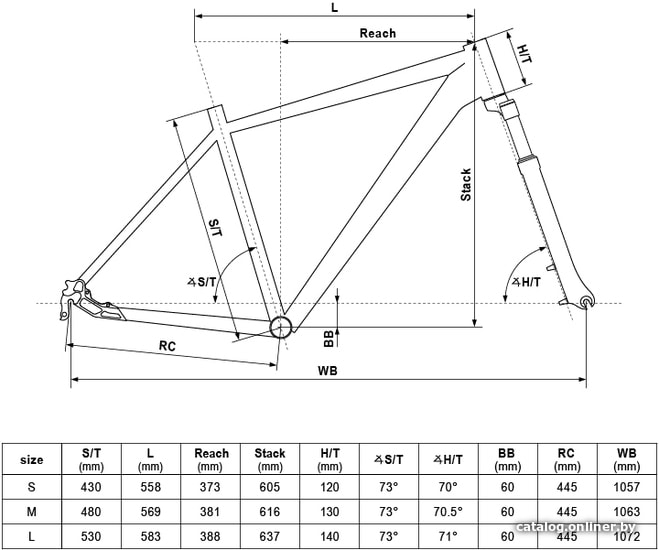 L
Reach
H/T
Stack
S/T
∡S/T
∡H/T
BB
RC
WB
size S/T (mm) L (mm) Reach (mm) Stack (mm) H/T (mm) ∡S/T ∡H/T BB (mm) RC (mm) WB (mm)
S 430 558 373 605 120 73° 70° 60 445 1057
M 480 569 381 616 130 73° 70.5° 60 445 1063
L 530 583 388 637 140 73° 71° 60 445 1072
catalog.onliner.by